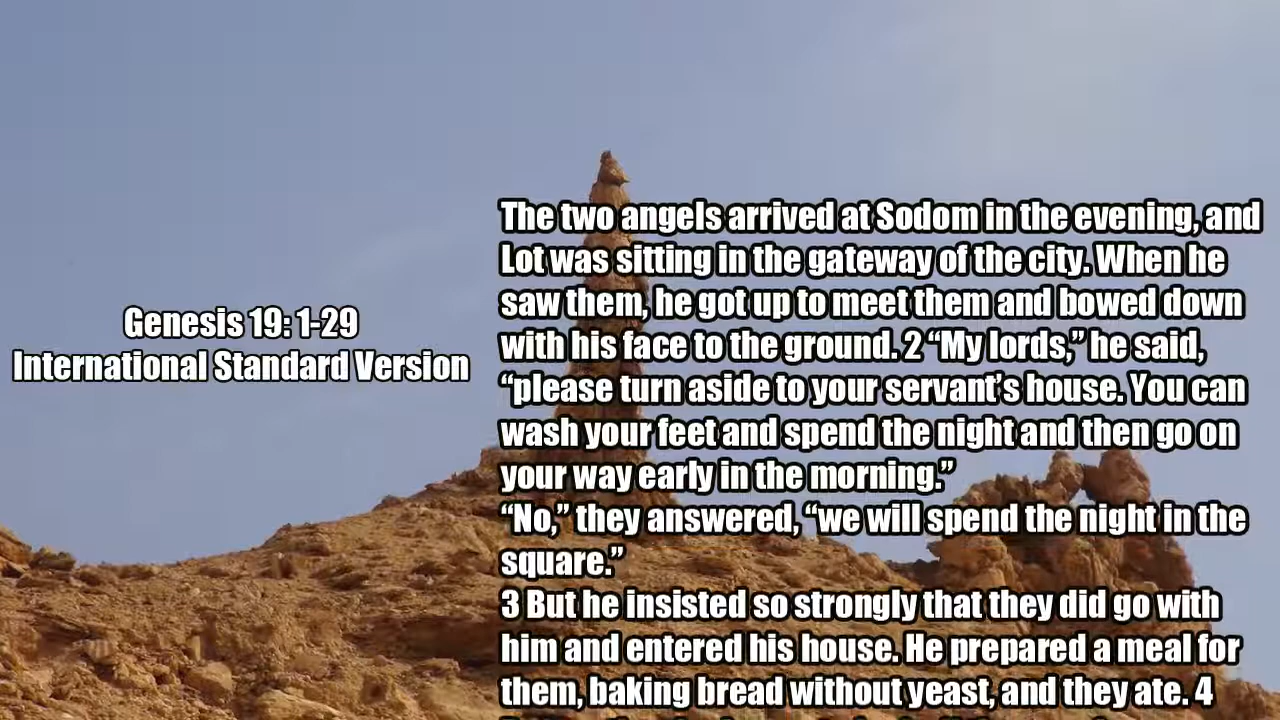 Genesis 19: 1-29
International Standard Version
The two angels arrived at Sodom in the evening, and
Lot was sitting in the gateway of the city. When he
saw them, he got up to meet them and bowed down
with his face to the ground. 2 “My lords,” he said,
“please turn aside to your servant’s house. You can
wash your feet and spend the night and then go on
your way early in the morning.”
“No,” they answered, “we will spend the night in the
square.”
3 But he insisted so strongly that they did go with
him and entered his house. He prepared a meal for
them, baking bread without yeast, and they ate. 4